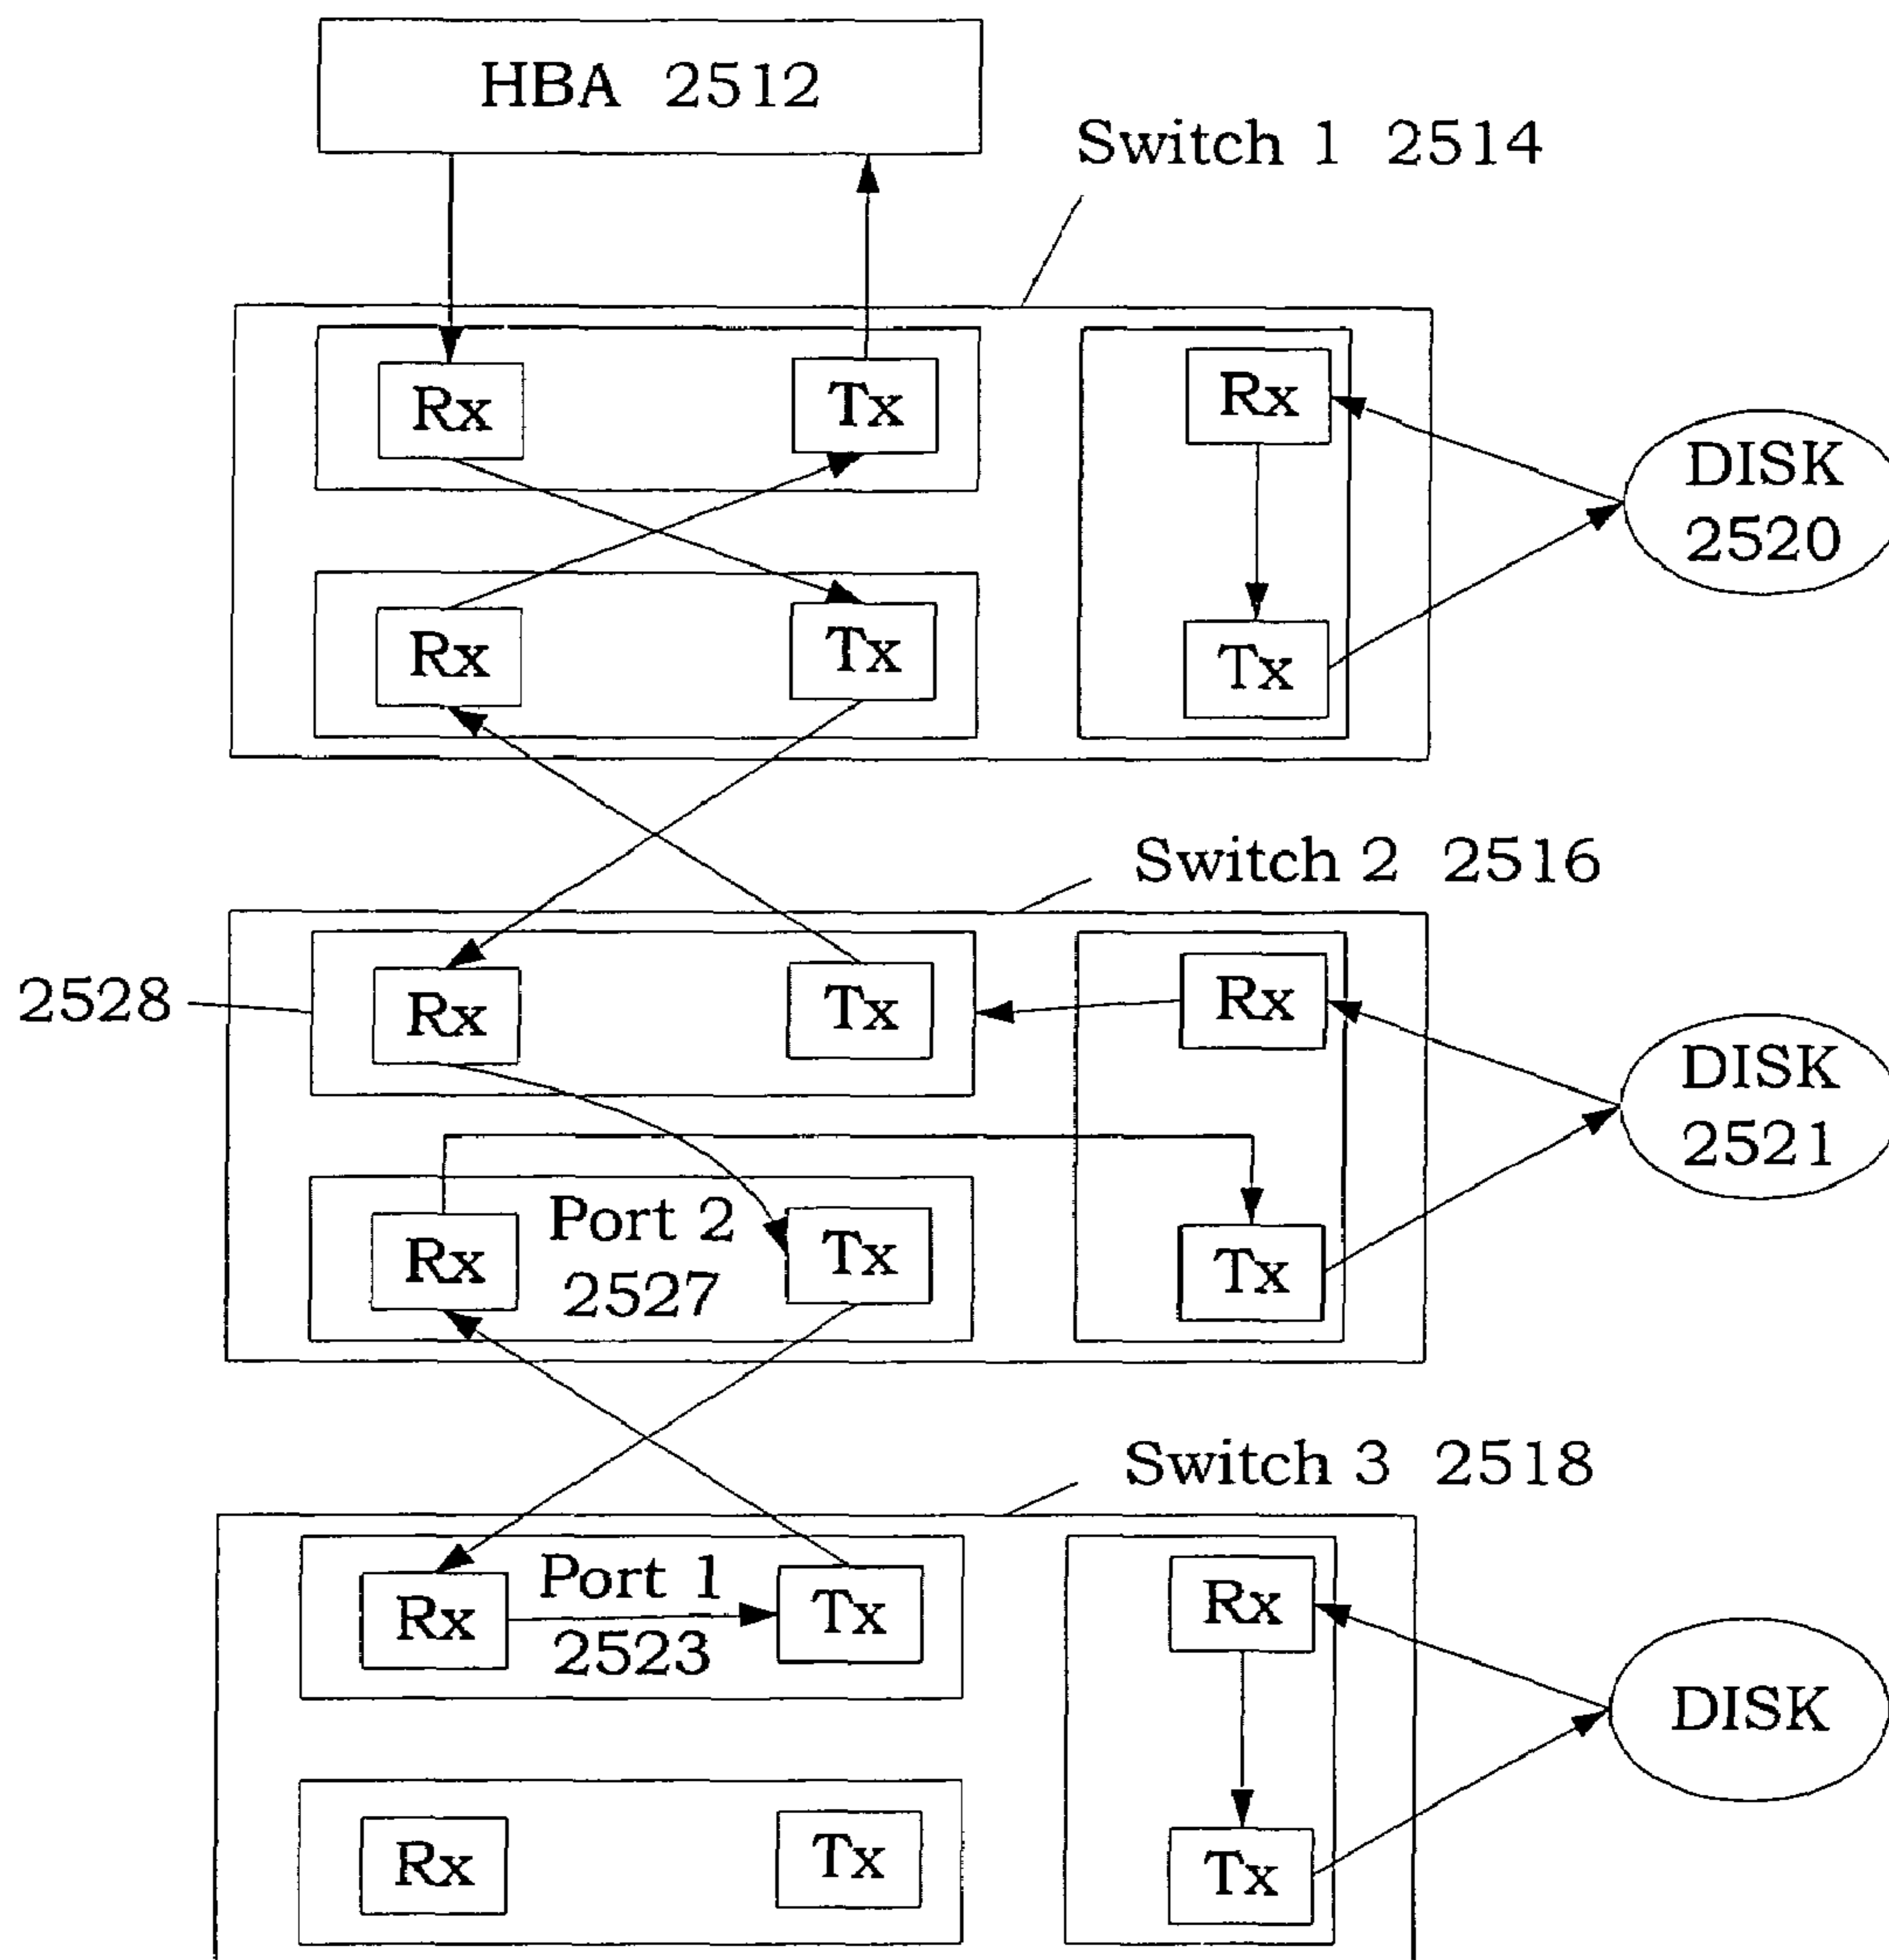 HBA 2512
Switch 1 2514
Rx
Tx
Rx
DISK
2520
Rx
Tx
Tx
Switch 2 2516
2528
Rx
Tx
Rx
DISK
2521
Port 2
2527
Rx
Tx
Tx
Switch 3 2518
Port 1
2523
Rx
Tx
Rx
DISK
Rx
Tx
Tx